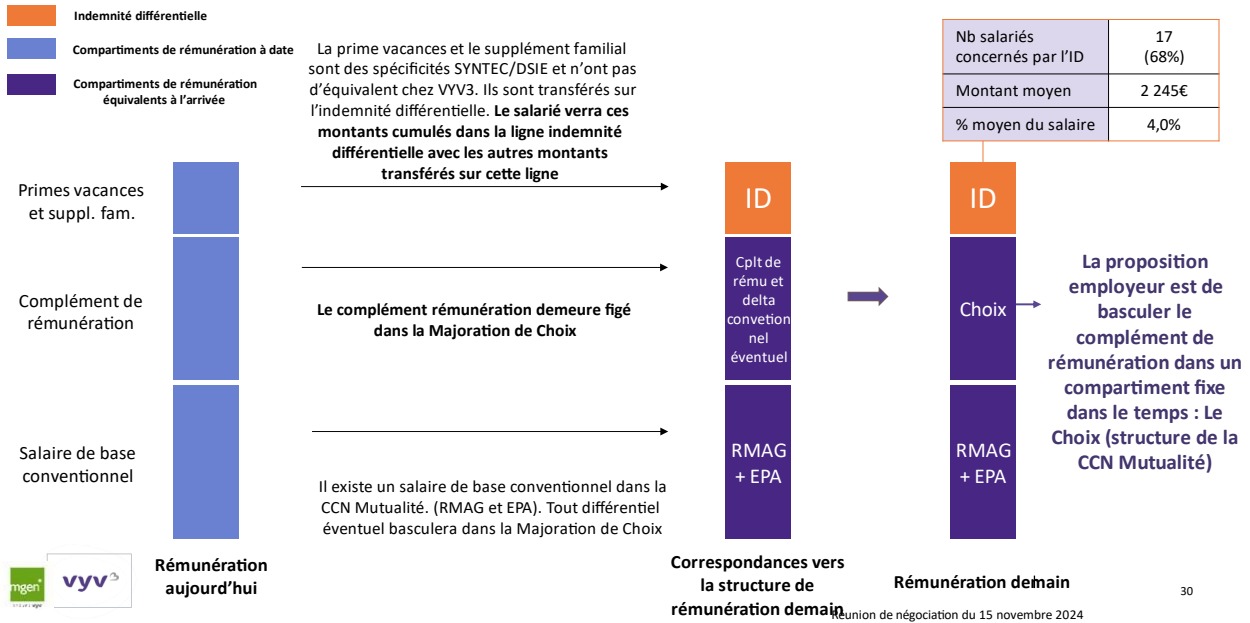 Indemnité différentielle
Compartiments de rémunération à date
Compartiments de rémunération
équivalents à l'arrivée
La prime vacances et le supplément familial
sont des spécificités SYNTEC/DSIE et n'ont pas
d'équivalent chez VYV3. Ils sont transférés sur
l'indemnité différentielle. Le salarié verra ces
montants cumulés dans la ligne indemnité
différentielle avec les autres montants
transférés sur cette ligne
Nb salariés
concernés par l'ID
17
(68%)
Montant moyen
2 245€
% moyen du salaire
4,0%
Primes vacances
et suppl. fam.
ID
ID
Complément de
rémunération
Le complément rémunération demeure figé
dans la Majoration de Choix
Cplt de
rému et
delta
convetion
nel
éventuel
Choix
La proposition
employeur est de
basculer le
complément de
rémunération dans un
compartiment fixe
dans le temps : Le
Choix (structure de la
CCN Mutualité)
Salaire de base
conventionnel
Il existe un salaire de base conventionnel dans la
CCN Mutualité. (RMAG et EPA). Tout différentiel
éventuel basculera dans la Majoration de Choix
RMAG
+ EPA
RMAG
+ EPA
Rémunération
aujourd'hui
Correspondances vers
la structure de
rémunération demain
Rémunération demain
mgen
vyv3
30
Réunion de négociation du 15 novembre 2024